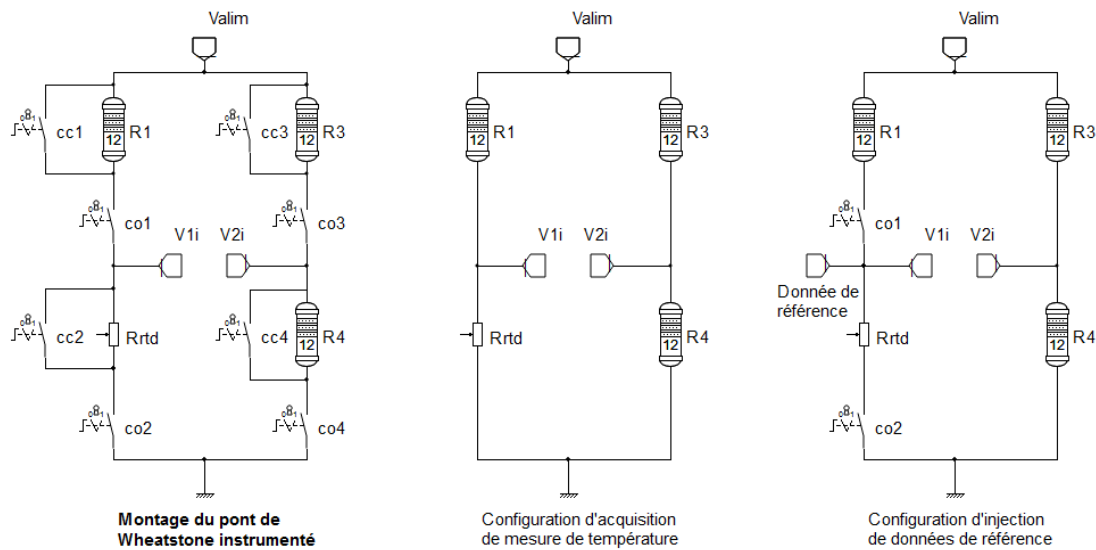 Valim
Valim
Valim
cc1
R1
12
cc3
R3
12
R1
12
R3
12
R1
12
R3
12
co1
co3
co1
V1i
V2i
V1i
V2i
V1i
V2i
Donnée de
référence
cc2
Rrtd
cc4
R4
12
Rrtd
R4
12
Rrtd
R4
12
co2
co4
co2
Montage du pont de
Wheatstone instrumenté
Configuration d'acquisition
de mesure de température
Configuration d'injection
de données de référence